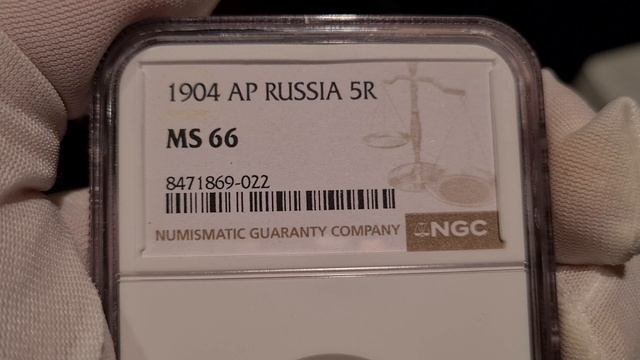 1904 AP RUSSIA 5R
MS 66
8471869-022
NUMISMATIC GUARANTY COMPANY
NGC